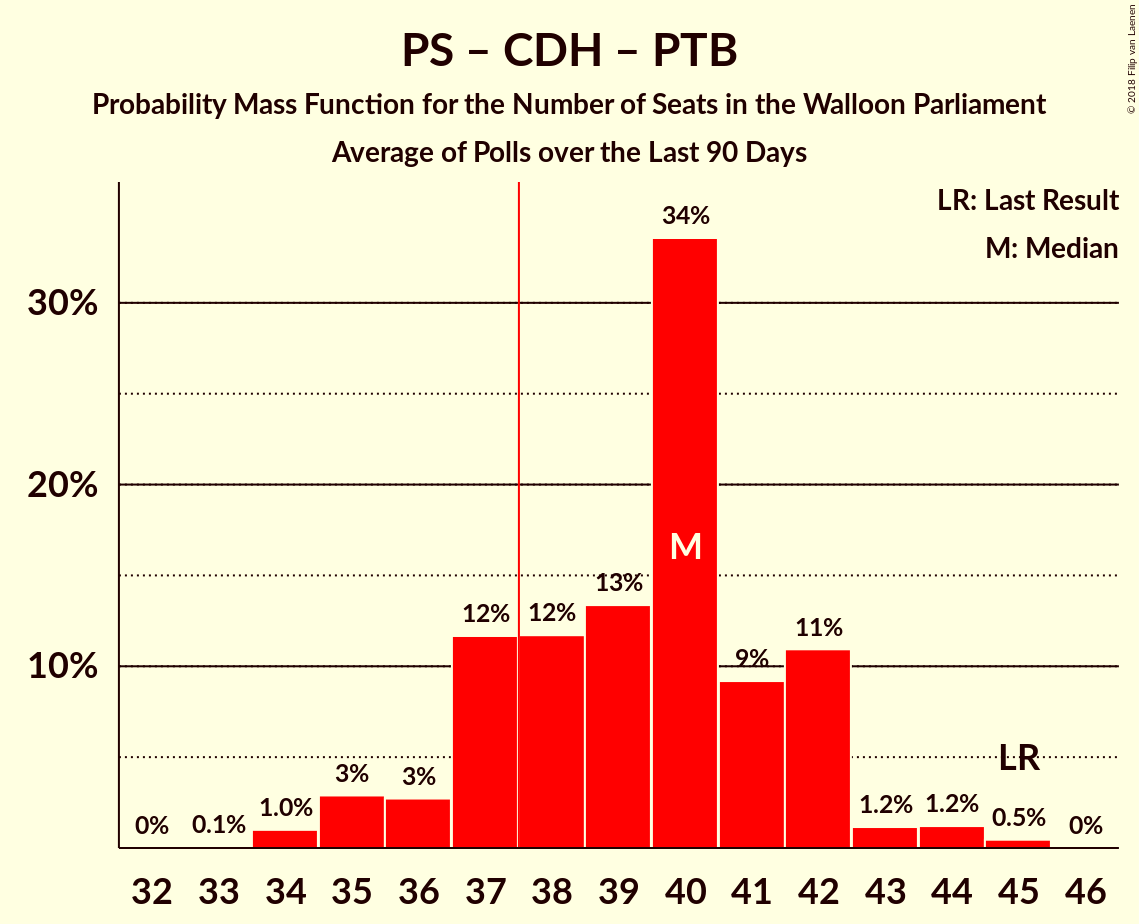 PS – CDH – PTB
Probability Mass Function for the Number of Seats in the Walloon Parliament
Average of Polls over the Last 90 Days
© 2018 Filip van Laenen
LR: Last Result
M: Median
30%
20%
10%
0%
0.1%
1.0%
3%
3%
12%
12%
13%
34%
M
9%
11%
1.2%
1.2%
LR
0.5%
0%
32 33 34 35 36 37 38 39 40 41 42 43 44 45 46